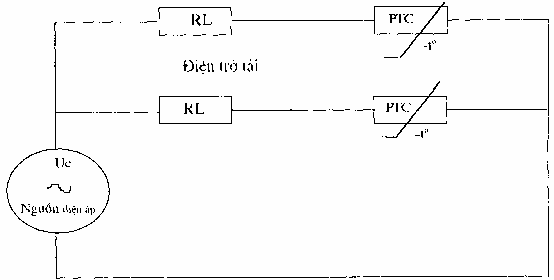 RL PTC
-t°
Điện trở tải
RL PTC
-t°
Uc
Nguồn điện áp